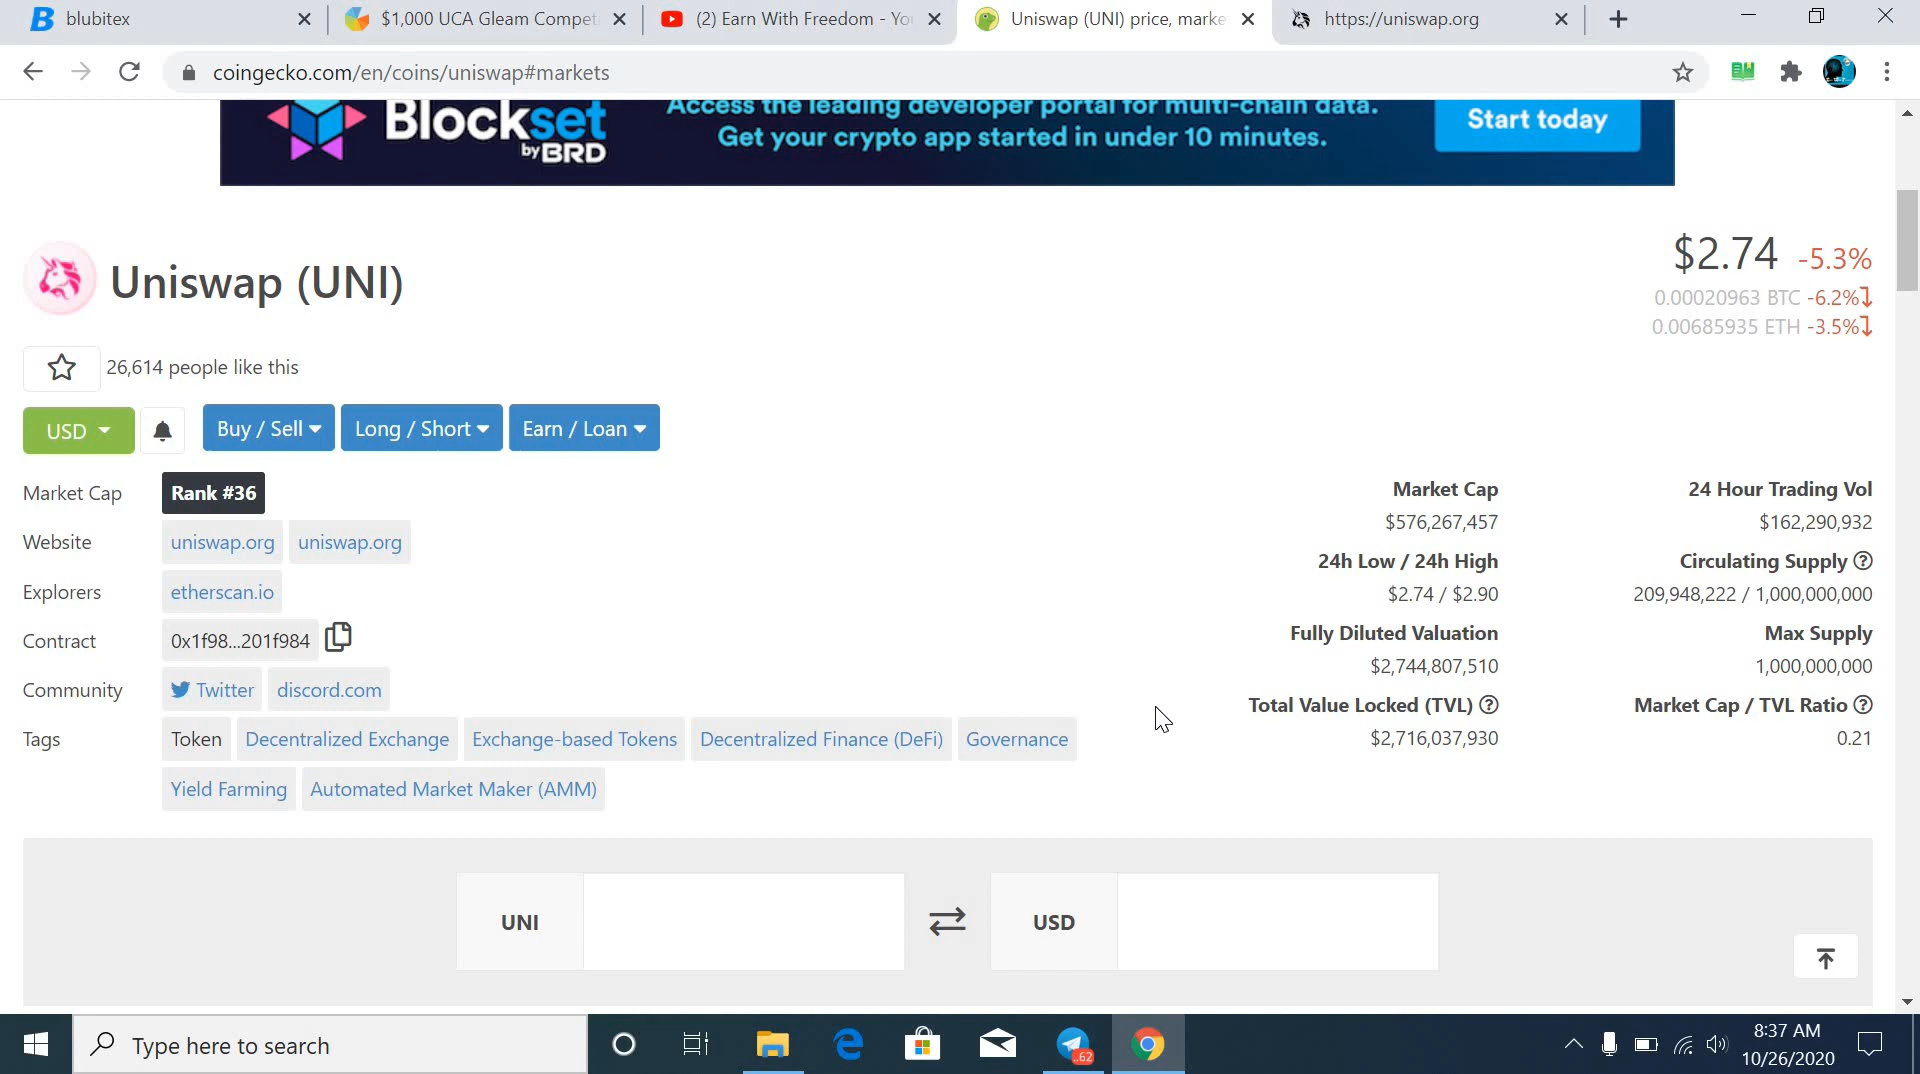 blubitex
$1,000 UCA Gleam Compet
(2) Earn With Freedom - Yo
Uniswap (UNI) price, marke
https://uniswap.org
coingecko.com/en/coins/uniswap#markets
Blockset
by BRD
Access the leading developer portal for multi-chain data.
Get your crypto app started in under 10 minutes.
Start today
Uniswap (UNI)
$2.74 -5.3%
0.00020963 BTC -6.2%
0.00685935 ETH -3.5%
26,614 people like this
USD
Buy / Sell
Long / Short
Earn / Loan
Market Cap Rank #36
Website uniswap.org uniswap.org
Explorers etherscan.io
Contract 0x1f98...201f984
Community Twitter discord.com
Tags Token Decentralized Exchange Exchange-based Tokens Decentralized Finance (DeFi) Governance
Yield Farming Automated Market Maker (AMM)
Market Cap
$576,267,457
24 Hour Trading Vol
$162,290,932
24h Low / 24h High
$2.74 / $2.90
Circulating Supply
209,948,222 / 1,000,000,000
Fully Diluted Valuation
$2,744,807,510
Max Supply
1,000,000,000
Total Value Locked (TVL)
$2,716,037,930
Market Cap / TVL Ratio
0.21
UNI
USD
Type here to search
..62
8:37 AM
10/26/2020